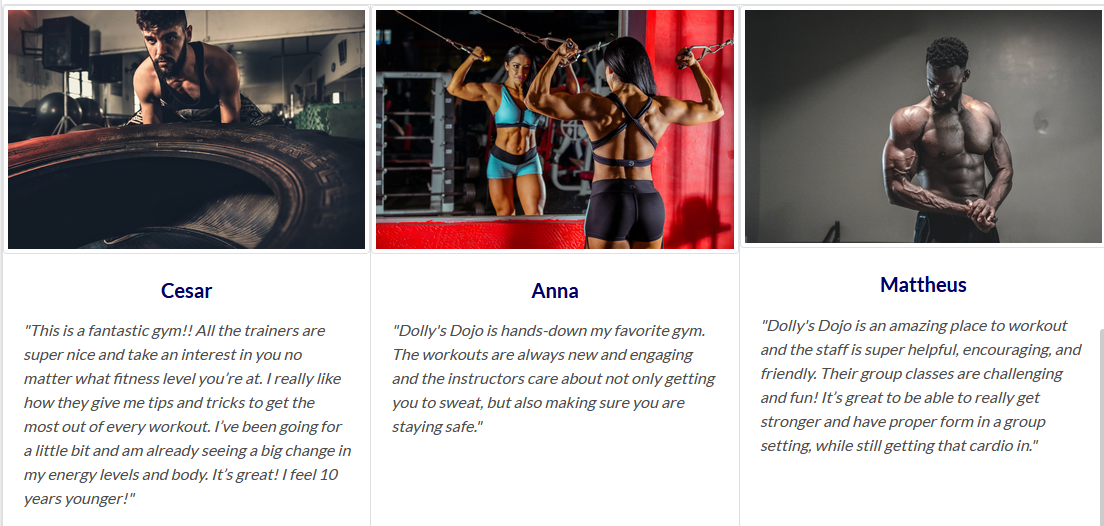 Cesar
"This is a fantastic gym!! All the trainers are
super nice and take an interest in you no
matter what fitness level you’re at. I really like
how they give me tips and tricks to get the
most out of every workout. I’ve been going for
a little bit and am already seeing a big change in
my energy levels and body. It’s great! I feel 10
years younger!"
Anna
"Dolly's Dojo is hands-down my favorite gym.
The workouts are always new and engaging
and the instructors care about not only getting
you to sweat, but also making sure you are
staying safe."
Mattheus
"Dolly's Dojo is an amazing place to workout
and the staff is super helpful, encouraging, and
friendly. Their group classes are challenging
and fun! It’s great to be able to really get
stronger and have proper form in a group
setting, while still getting that cardio in."